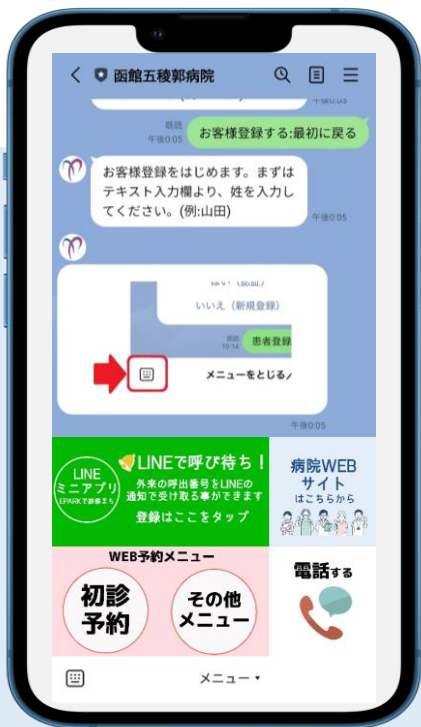 函館五稜郭病院
午後0:05
既読
午後0:05
お客様登録する:最初に戻る
お客様登録をはじめます。まずは
テキスト入力欄より、姓を入力し
てください。(例:山田)
午後0:05
いいえ（新規登録）
10:14
患者登録
メニューをとじる
午後0:05
LINE
ミニアプリ
EPARKで診察まち
LINEで呼び待ち！
外来の呼出番号をLINEの
通知で受け取る事ができます
登録はここをタップ
病院WEB
サイト
はこちらから
WEB予約メニュー
初診
予約
その他
メニュー
電話する
メニュー▾